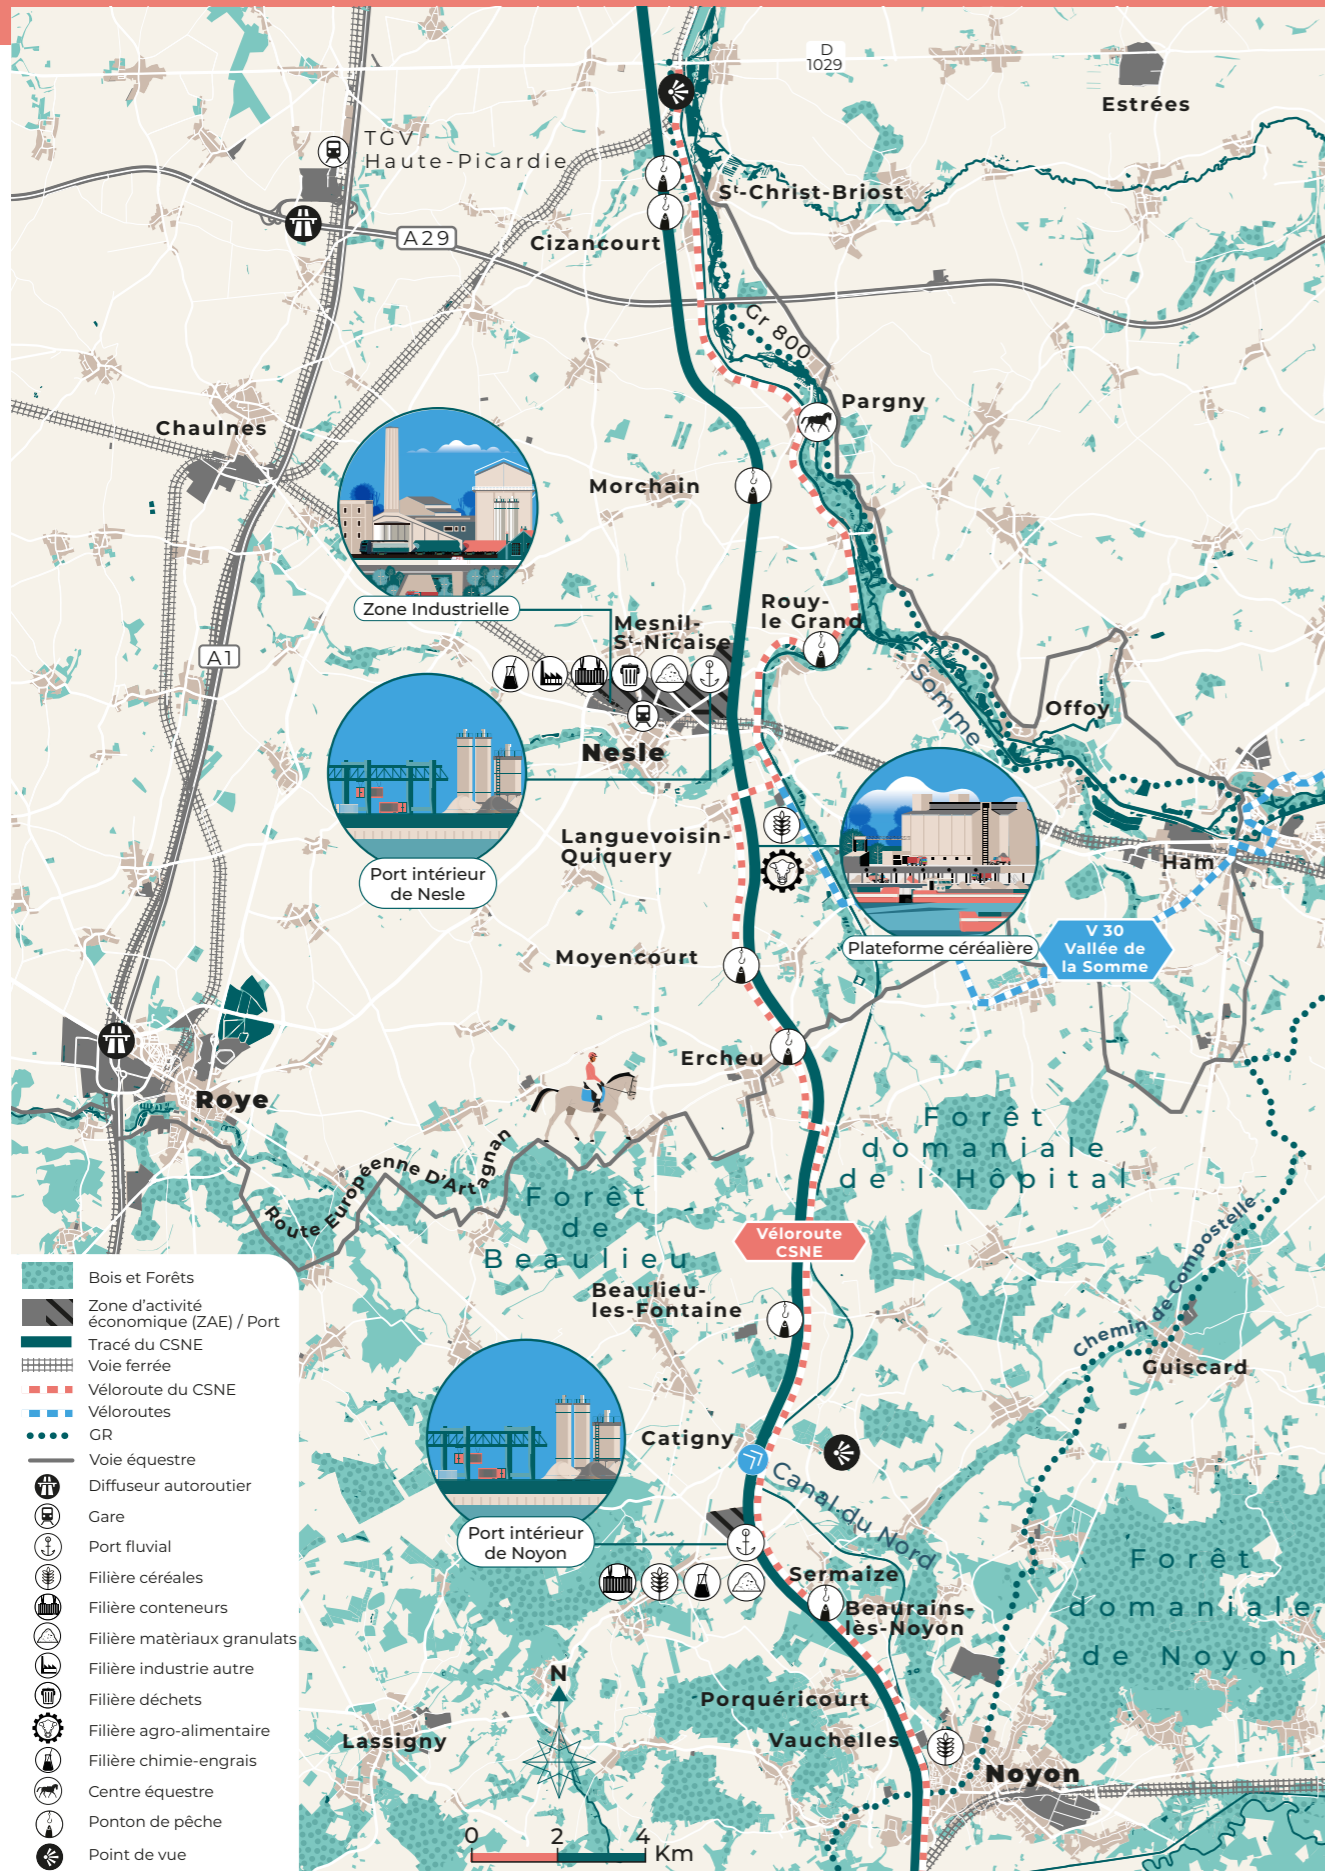 D
1029
Estrées
TGV
Haute-Picardie
Sᵗ-Christ-Briost
A29
Cizancourt
Gr 800
Pargny
Chaulnes
Morchain
Zone Industrielle
Rouy-
le Grand
Mesnil-
Sᵗ-Nicaise
A1
Somme
Offoy
Nesle
Languevoisin-
Quiquery
Ham
Port intérieur
de Nesle
V 30
Vallée de
la Somme
Plateforme céréalière
Moyencourt
Ercheu
Roye
Forêt
domaniale
de l'Hôpital
Route Européenne D'Artagnan
Forêt
de
Beaulieu
Véloroute
CSNE
Chemin de Compostelle
Beaulieu-
les-Fontaine
Guiscard
Catigny
Canal du Nord
Port intérieur
de Noyon
Sermaize
Beaurains-
lès-Noyon
Forêt
domaniale
de Noyon
N
Porquéricourt
Vauchelles
Lassigny
Noyon
0 2 4
Km
Bois et Forêts
Zone d'activité
économique (ZAE) / Port
Tracé du CSNE
Voie ferrée
Véloroute du CSNE
Véloroutes
GR
Voie équestre
Diffuseur autoroutier
Gare
Port fluvial
Filière céréales
Filière conteneurs
Filière matèriaux granulats
Filière industrie autre
Filière déchets
Filière agro-alimentaire
Filière chimie-engrais
Centre équestre
Ponton de pêche
Point de vue